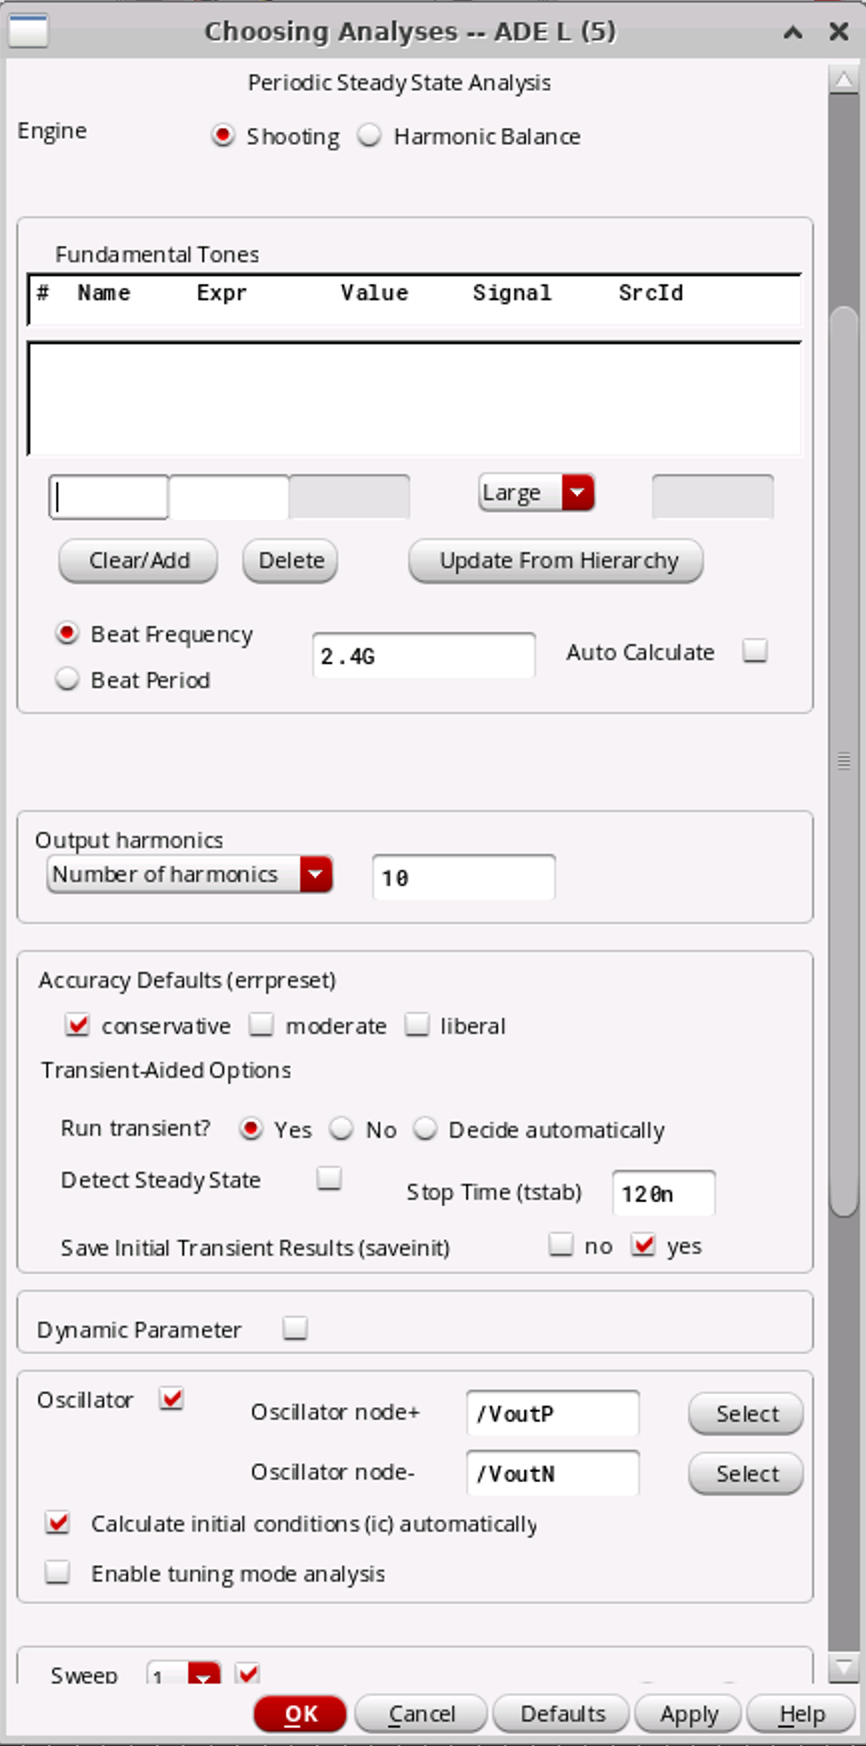 Choosing Analyses -- ADE L (5)
Periodic Steady State Analysis
Engine Shooting Harmonic Balance
Fundamental Tones
# Name Expr Value Signal SrcId
Large
Clear/Add Delete Update From Hierarchy
Beat Frequency
2.4G Auto Calculate
Beat Period
Output harmonics
Number of harmonics 10
Accuracy Defaults (errpreset)
conservative moderate liberal
Transient-Aided Options
Run transient? Yes No Decide automatically
Detect Steady State Stop Time (tstab) 120n
Save Initial Transient Results (saveinit) no yes
Dynamic Parameter
Oscillator Oscillator node+ /VoutP Select
Oscillator node- /VoutN Select
Calculate initial conditions (ic) automatically
Enable tuning mode analysis
Sweep 1
OK Cancel Defaults Apply Help